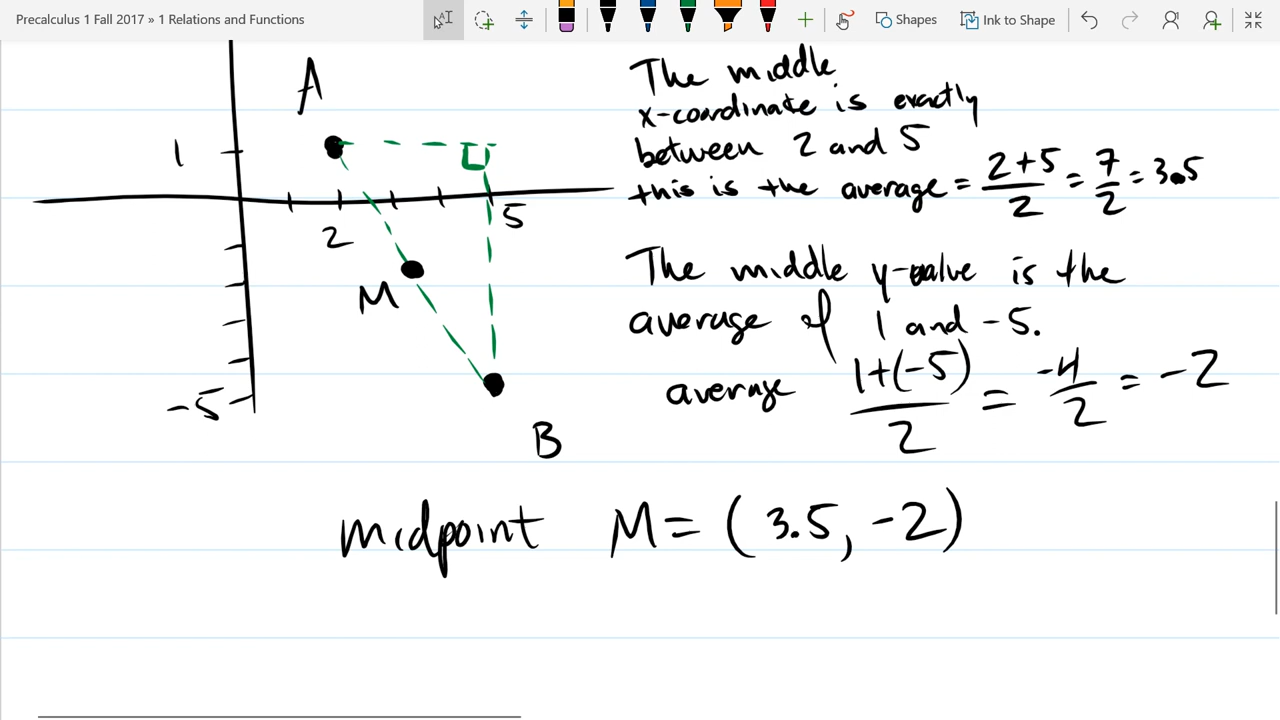 Precalculus 1 Fall 2017 » 1 Relations and Functions
Shapes
Ink to Shape
A
1
2
5
M
-5
B
The middle
x-coordinate is exactly
between 2 and 5
this is the average = 2+5/2 = 7/2 = 3.5
The middle y-value is the
average of 1 and -5.
average 1+(-5)/2 = -4/2 = -2
midpoint M = (3.5, -2)